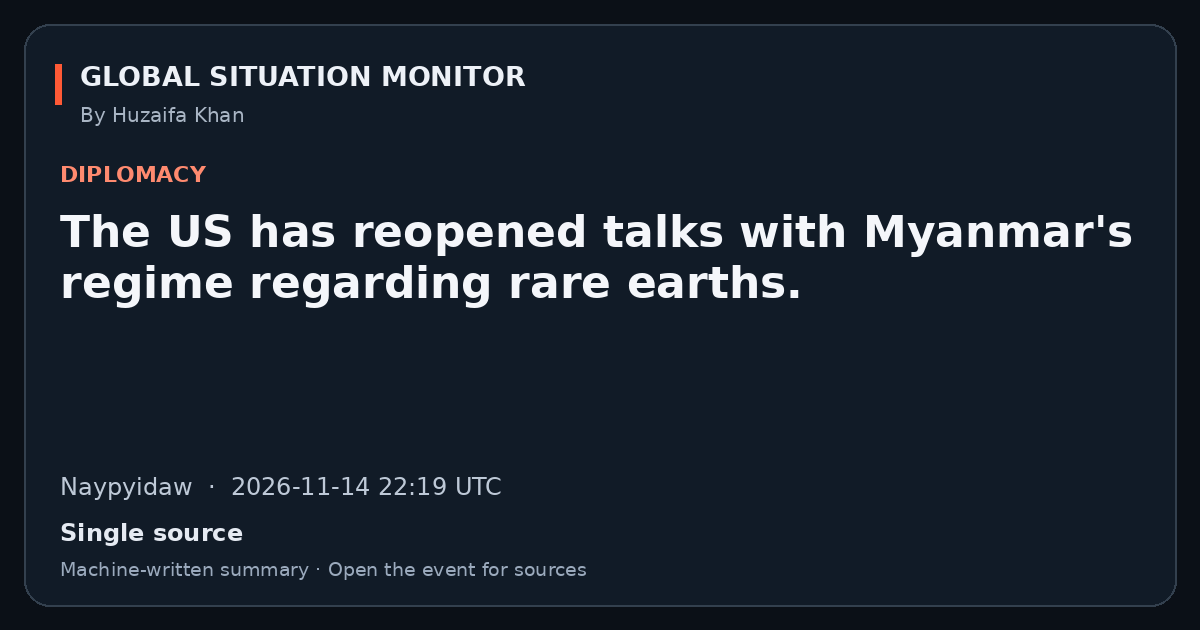 GLOBAL SITUATION MONITOR
By Huzaifa Khan
DIPLOMACY
The US has reopened talks with Myanmar's
regime regarding rare earths.
Naypyidaw · 2026-11-14 22:19 UTC
Single source
Machine-written summary · Open the event for sources